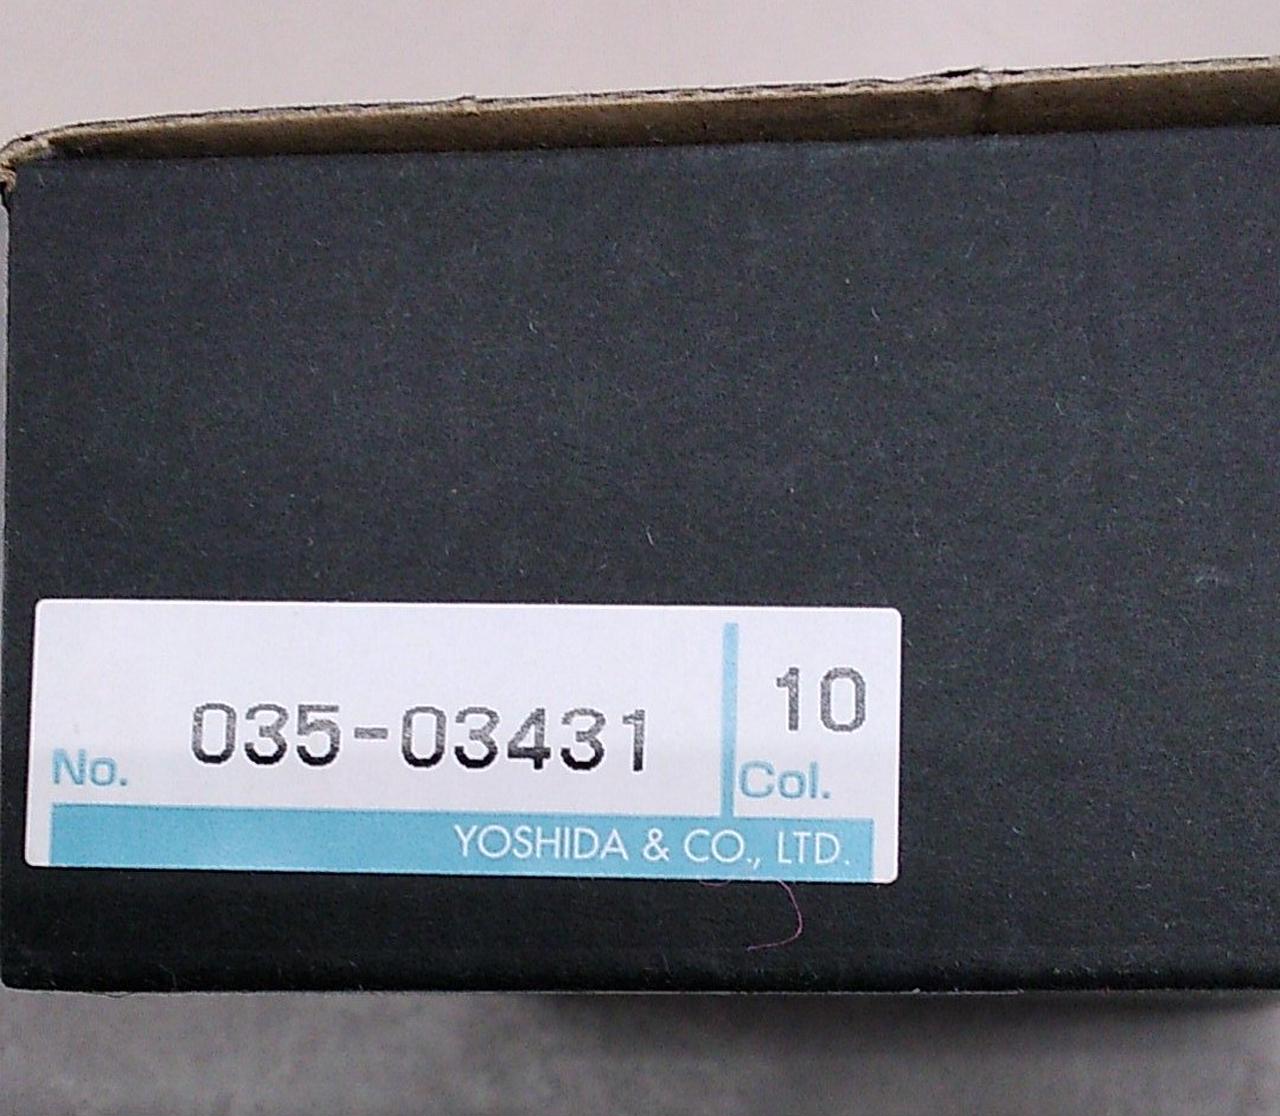 10
No. 035-03431
Col.
YOSHIDA & CO., LTD.